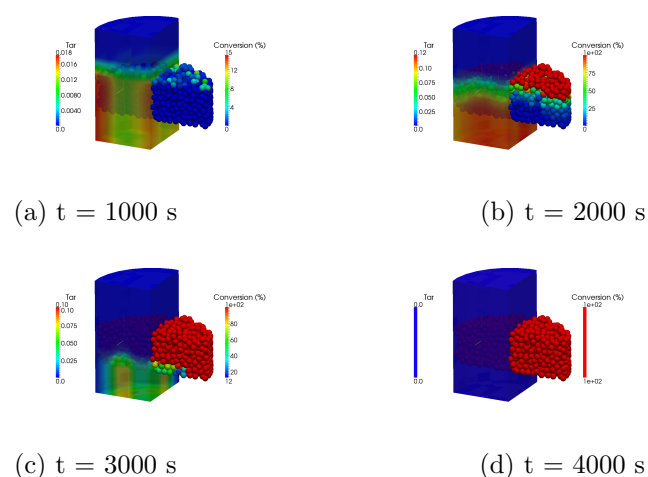 Tar
0.018
0.016
0.012
0.0080
0.0040
0.0
Conversion (%)
15
12
8
4
0
Tar
0.12
0.10
0.075
0.050
0.025
0.0
Conversion (%)
1e+02
75
50
25
0
(a) t = 1000 s
(b) t = 2000 s
Tar
0.10
0.10
0.075
0.050
0.025
0.0
Conversion (%)
1e+02
80
60
40
20
12
Tar
0.0
0.0
Conversion (%)
1e+02
1e+02
(c) t = 3000 s
(d) t = 4000 s